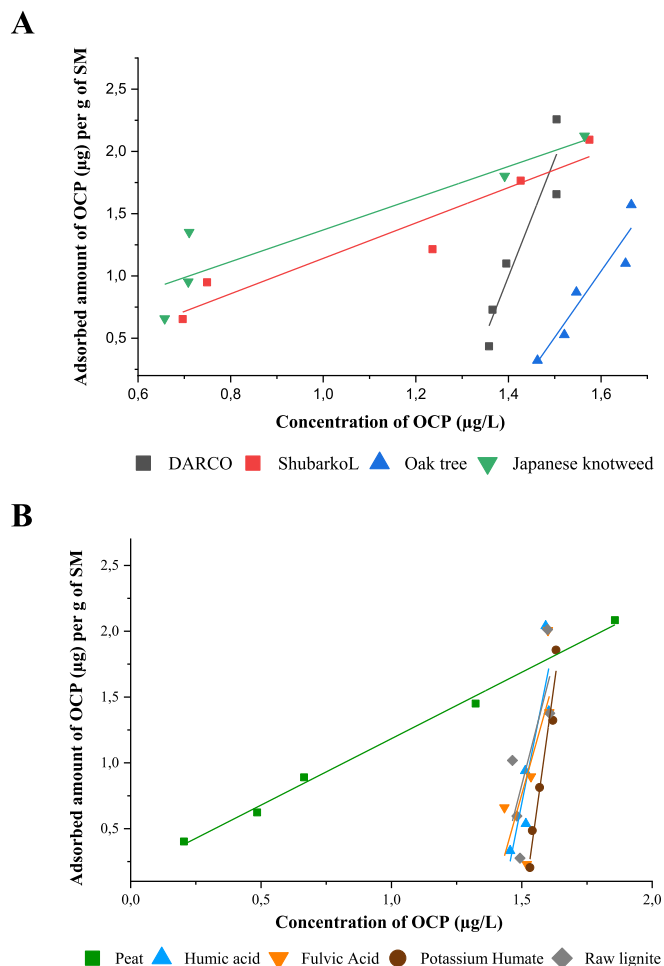 A
Adsorbed amount of OCP (µg) per g of SM
2,5
2,0
1,5
1,0
0,5
0,6 0,8 1,0 1,2 1,4 1,6
Concentration of OCP (µg/L)
DARCO ShubarkoL Oak tree Japanese knotweed
B
Adsorbed amount of OCP (µg) per g of SM
2,5
2,0
1,5
1,0
0,5
0,0 0,5 1,0 1,5 2,0
Concentration of OCP (µg/L)
Peat Humic acid Fulvic Acid Potassium Humate Raw lignite